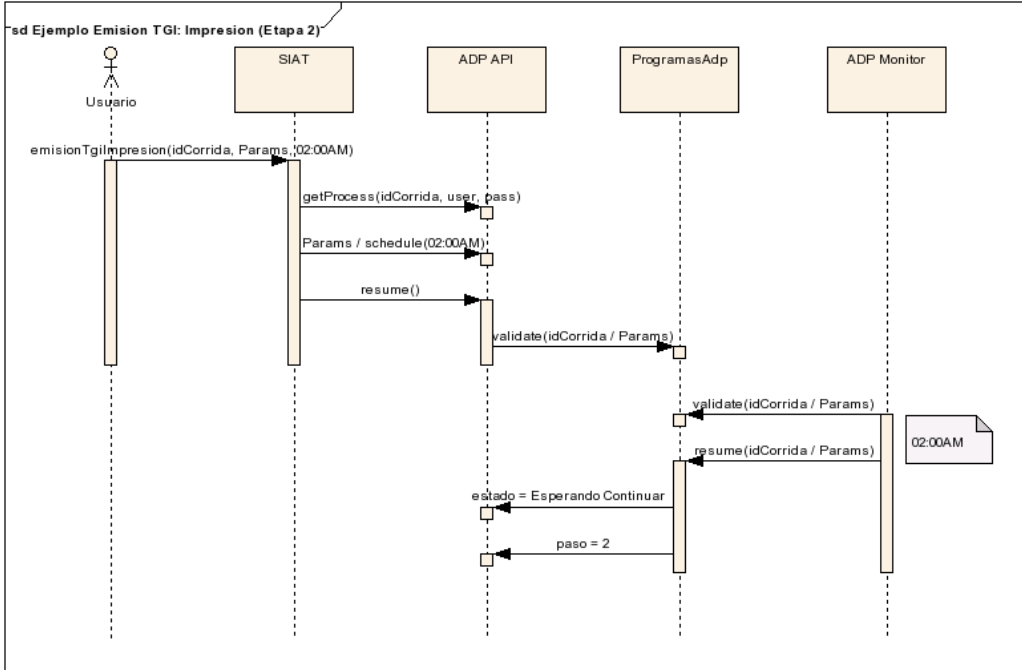 sd Ejemplo Emision TGI: Impresion (Etapa 2)
Usuario
SIAT
ADP API
ProgramasAdp
ADP Monitor
emisionTgiImpresion(idCorrida, Params, 02:00AM)
getProcess(idCorrida, user, pass)
Params / schedule(02:00AM)
resume()
validate(idCorrida / Params)
validate(idCorrida / Params)
02:00AM
resume(idCorrida / Params)
estado = Esperando Continuar
paso = 2